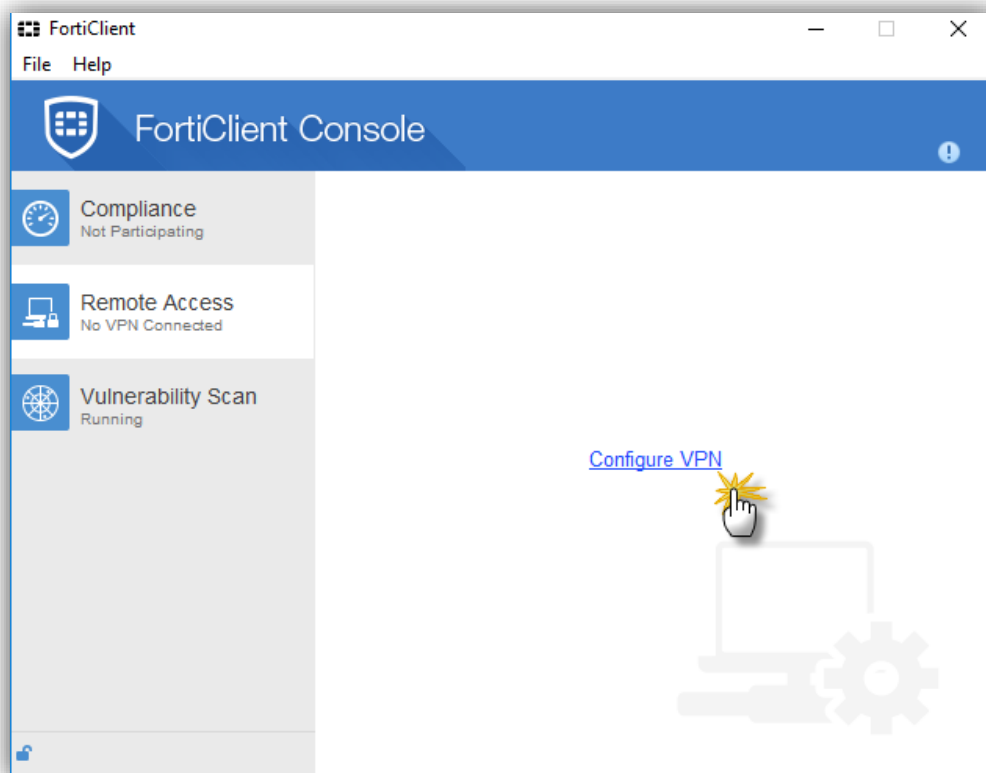 FortiClient
File Help
FortiClient Console
Compliance
Not Participating
Remote Access
No VPN Connected
Vulnerability Scan
Running
Configure VPN